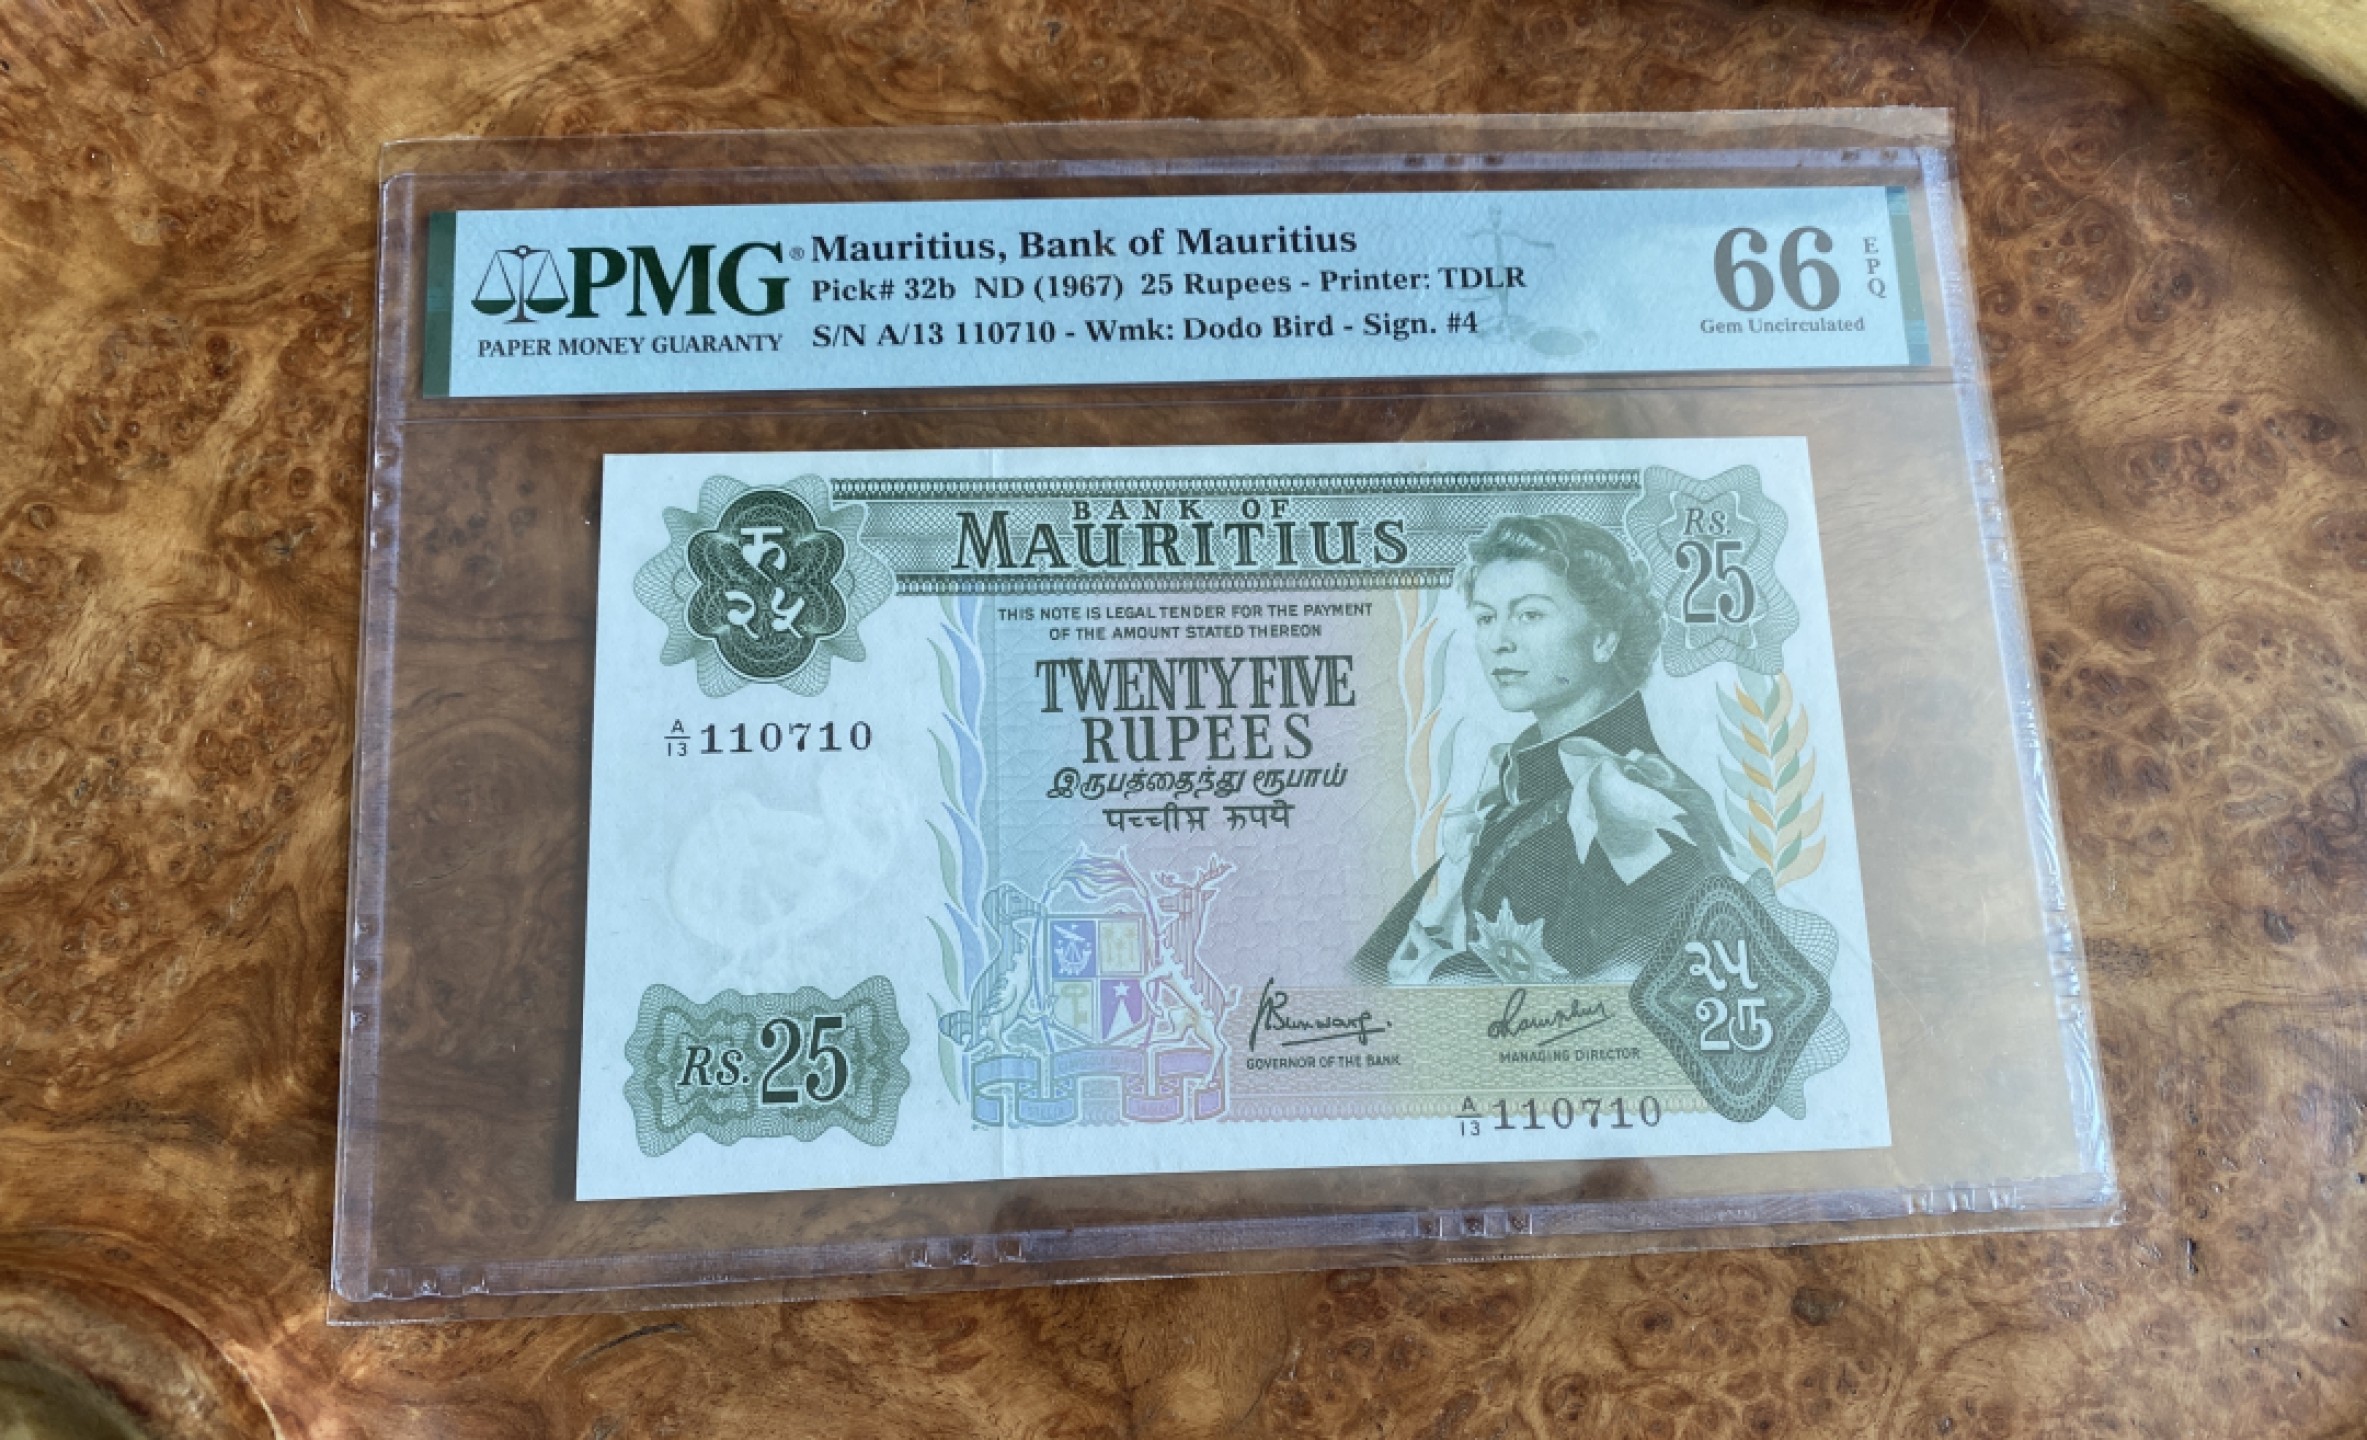 PMG®
PAPER MONEY GUARANTY
Mauritius, Bank of Mauritius
Pick# 32b ND (1967) 25 Rupees - Printer: TDLR
S/N A/13 110710 - Wmk: Dodo Bird - Sign. #4
66
EPQ
Gem Uncirculated
रु
२५
BANK OF
MAURITIUS
RS.
25
THIS NOTE IS LEGAL TENDER FOR THE PAYMENT
OF THE AMOUNT STATED THEREON
TWENTY FIVE
RUPEES
இருபத்தைந்து ரூபாய்
पच्चीस रुपये
A/13 110710
RS. 25
GOVERNOR OF THE BANK
MANAGING DIRECTOR
२५
A/13 110710